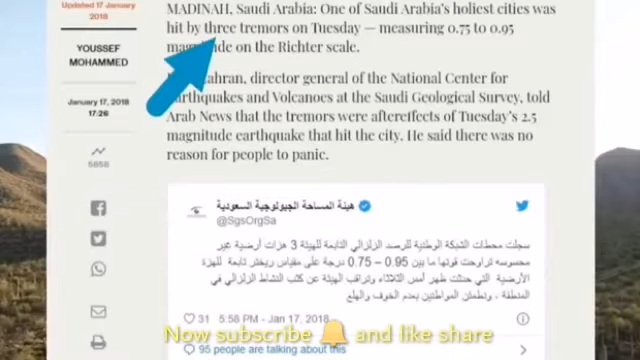 Updated 17 January
2018
YOUSSEF
MOHAMMED
January 17, 2018
17:26
5858
MADINAH, Saudi Arabia: One of Saudi Arabia's holiest cities was
hit by three tremors on Tuesday — measuring 0.75 to 0.95
magnitude on the Richter scale.
ahran, director general of the National Center for
Earthquakes and Volcanoes at the Saudi Geological Survey, told
Arab News that the tremors were aftereffects of Tuesday's 2.5
magnitude earthquake that hit the city. He said there was no
reason for people to panic.
هيئة المساحة الجيولوجية السعودية
@SgsOrgSa
سجلت محطات الشبكة الوطنية للرصد الزلزالي التابعة للهيئة 3 هزات أرضية غير
محسوسه تراوحت قوتها ما بين 0.95 – 0.75 درجة على مقياس ريختر تابعة للهزة
الأرضية التي حدثت ظهر أمس الثلاثاء وتراقب الهيئة عن كثب النشاط الزلزالي في
المنطقة ، ونطمئن المواطنين بعدم الخوف والهلع
31 5:58 PM - Jan 17, 2018
95 people are talking about this
Now subscribe 🔔 and like share